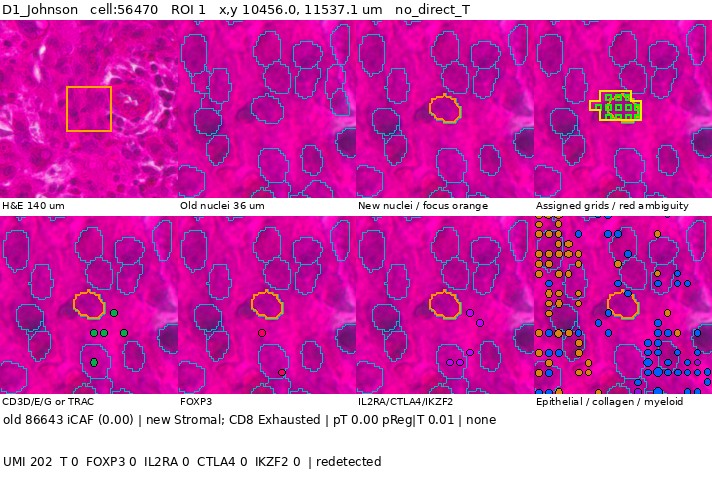 D1_Johnson cell:56470 ROI 1 x,y 10456.0, 11537.1 um no_direct_T
H&E 140 um
Old nuclei 36 um
New nuclei / focus orange
Assigned grids / red ambiguity
CD3D/E/G or TRAC
FOXP3
IL2RA/CTLA4/IKZF2
Epithelial / collagen / myeloid
old 86643 iCAF (0.00) | new Stromal; CD8 Exhausted | pT 0.00 pReg|T 0.01 | none
UMI 202 T 0 FOXP3 0 IL2RA 0 CTLA4 0 IKZF2 0 | redetected